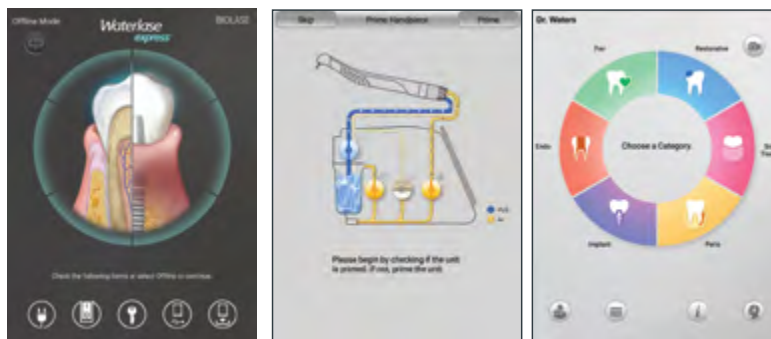 Offline Mode
BIOLASE
Waterlase
express
Check the following items or select Offline to continue.
Skip
Prime Handpiece
Prime
H₂O
Air
Please begin by checking if the unit
is primed. If not, prime the unit
Dr. Waters
Restorative
Endo
Choose a Category.
Implant
Perio